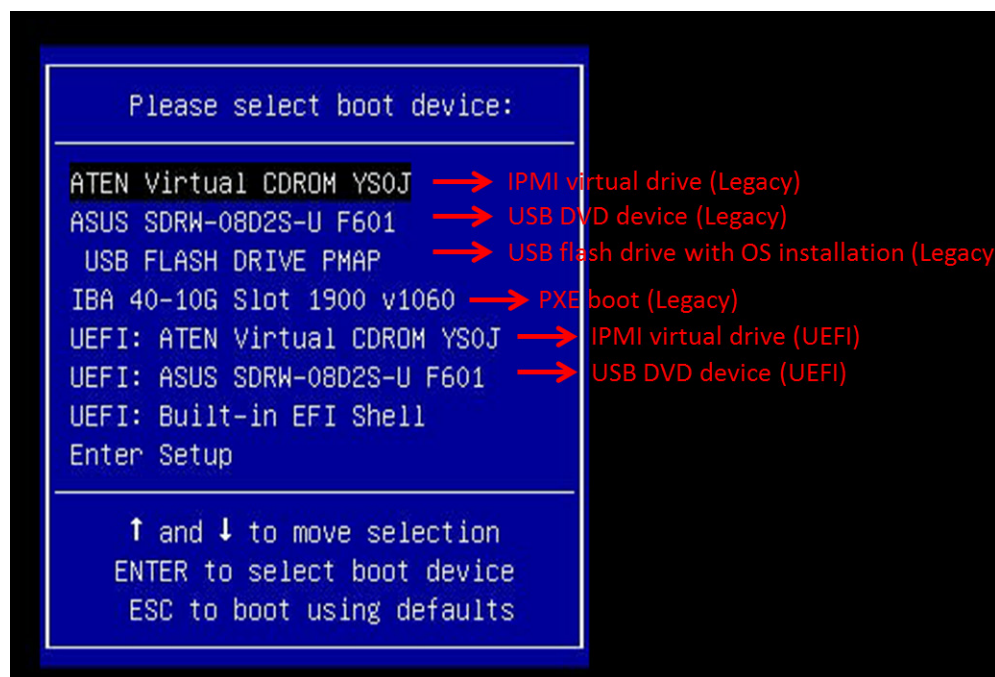 Please select boot device:
ATEN Virtual CDROM YS0J → IPMI virtual drive (Legacy)
ASUS SDRW-08D2S-U F601 → USB DVD device (Legacy)
USB FLASH DRIVE PMAP → USB flash drive with OS installation (Legacy
IBA 40-10G Slot 1900 v1060 → PXE boot (Legacy)
UEFI: ATEN Virtual CDROM YS0J → IPMI virtual drive (UEFI)
UEFI: ASUS SDRW-08D2S-U F601 → USB DVD device (UEFI)
UEFI: Built-in EFI Shell
Enter Setup
↑ and ↓ to move selection
ENTER to select boot device
ESC to boot using defaults